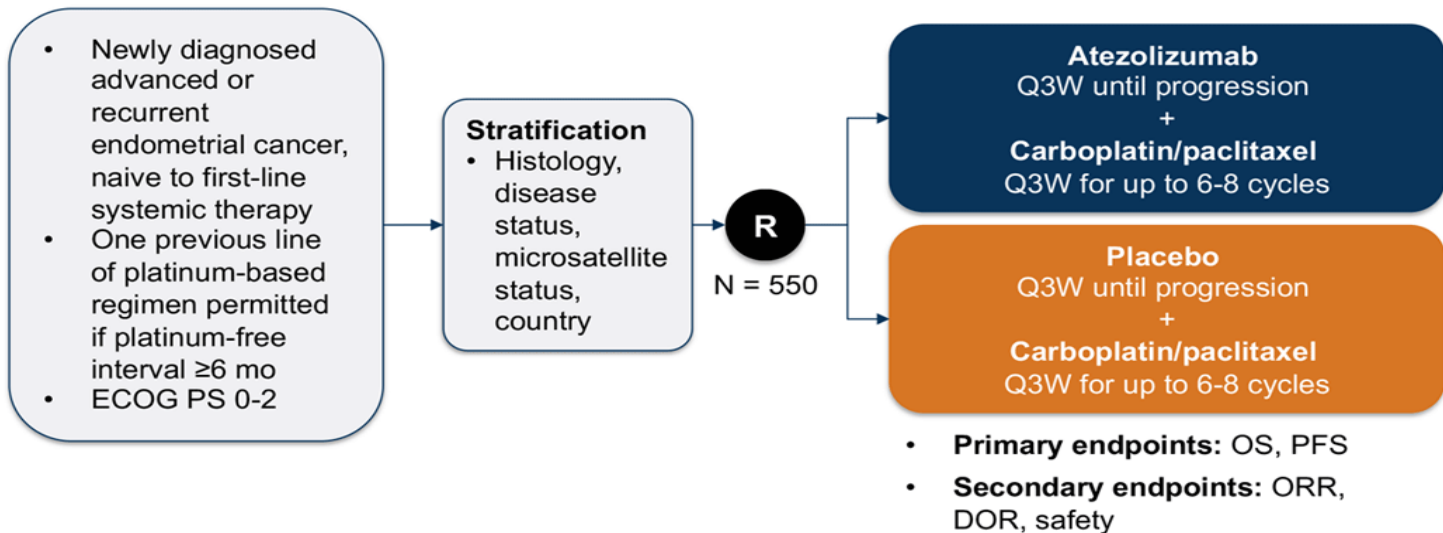 • Newly diagnosed
advanced or
recurrent
endometrial cancer,
naive to first-line
systemic therapy
• One previous line
of platinum-based
regimen permitted
if platinum-free
interval ≥6 mo
• ECOG PS 0-2
Stratification
• Histology,
disease
status,
microsatellite
status,
country
R
N = 550
Atezolizumab
Q3W until progression
+
Carboplatin/paclitaxel
Q3W for up to 6-8 cycles
Placebo
Q3W until progression
+
Carboplatin/paclitaxel
Q3W for up to 6-8 cycles
• Primary endpoints: OS, PFS
• Secondary endpoints: ORR,
DOR, safety